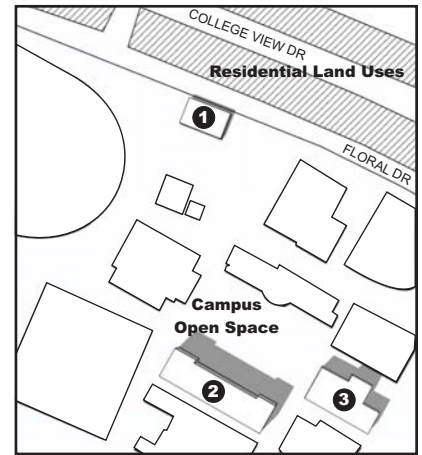 COLLEGE VIEW DR
Residential Land Uses
1
FLORAL DR
Campus
Open Space
2
3